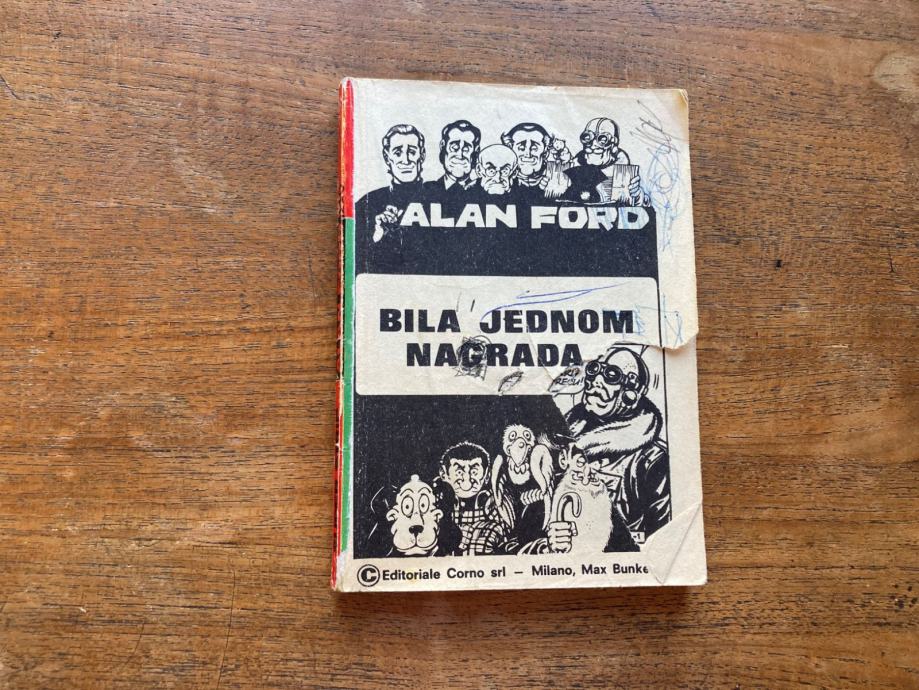 ALAN FORD
BILA JEDNOM
NAGRADA
© Editoriale Corno srl – Milano, Max Bunke